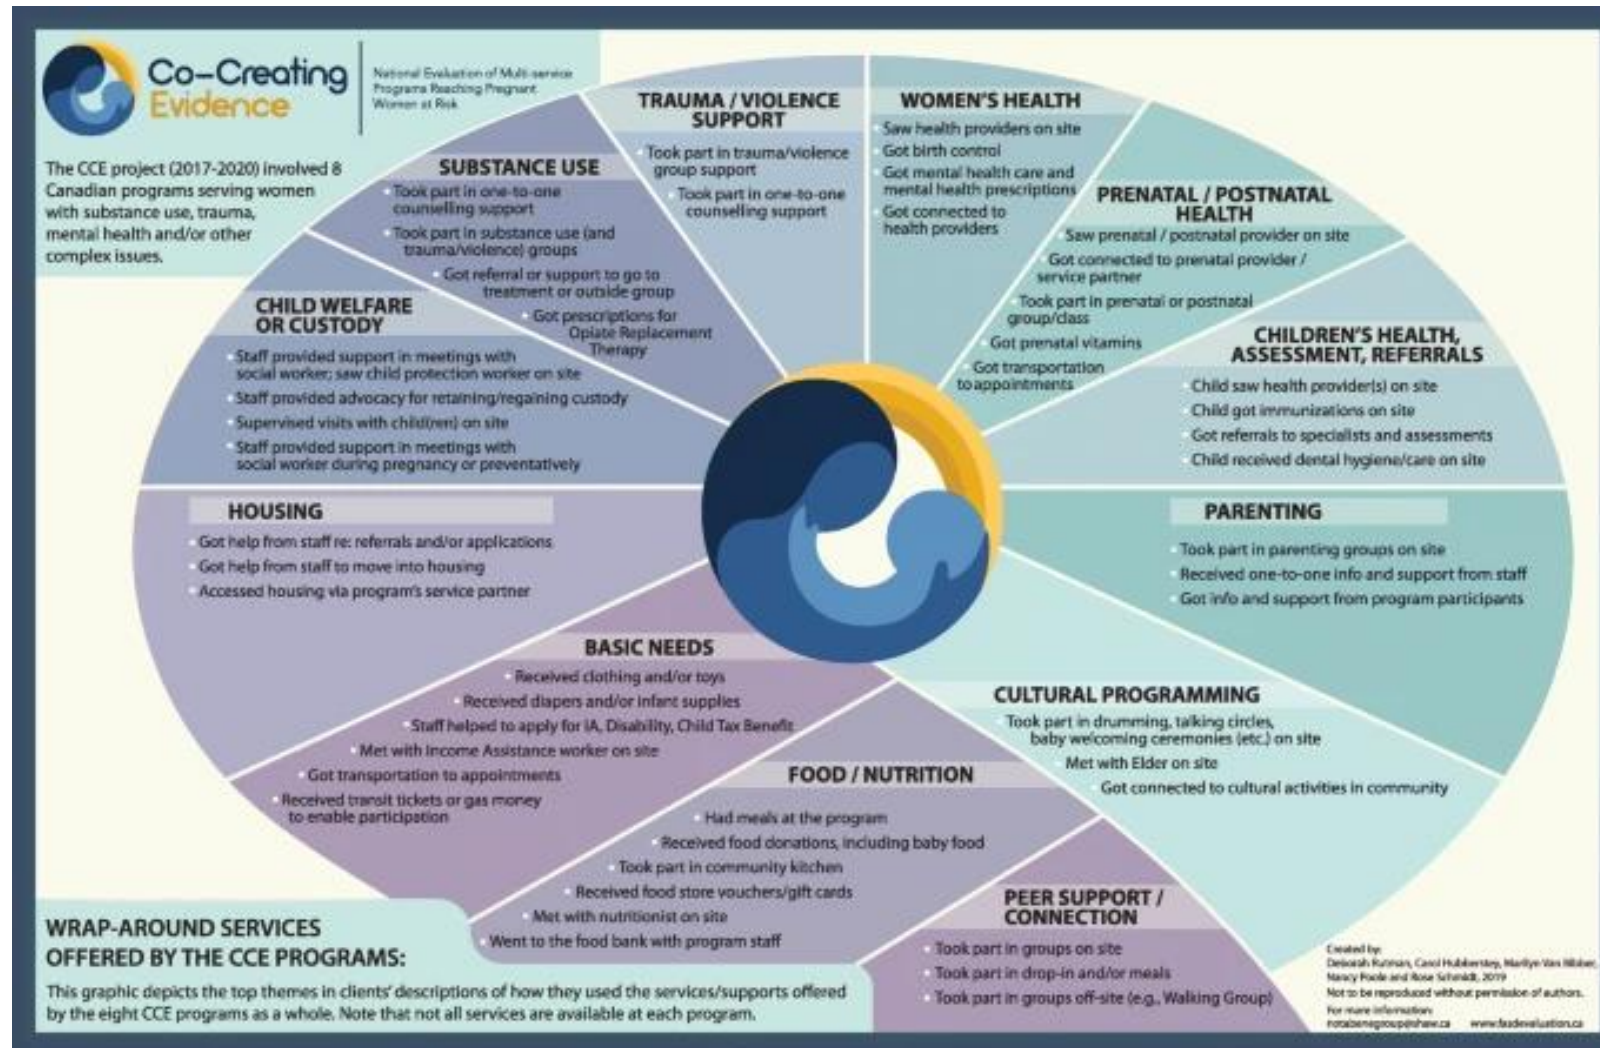 Co-Creating
Evidence
National Evaluation of Multi-service
Programs Reaching Pregnant
Women at Risk
The CCE project (2017-2020) involved 8
Canadian programs serving women
with substance use, trauma,
mental health and/or other
complex issues.
SUBSTANCE USE
Took part in one-to-one
counselling support
Took part in substance use (and
trauma/violence) groups
Got referral or support to go to
treatment or outside group
Got prescriptions for
Opiate Replacement
Therapy
TRAUMA / VIOLENCE
SUPPORT
Took part in trauma/violence
group support
Took part in one-to-one
counselling support
WOMEN'S HEALTH
Saw health providers on site
Got birth control
Got mental health care and
mental health prescriptions
Got connected to
health providers
PRENATAL / POSTNATAL
HEALTH
Saw prenatal / postnatal provider on site
Got connected to prenatal provider /
service partner
Took part in prenatal or postnatal
group/class
Got prenatal vitamins
Got transportation
to appointments
CHILDREN'S HEALTH,
ASSESSMENT, REFERRALS
Child saw health provider(s) on site
Child got immunizations on site
Got referrals to specialists and assessments
Child received dental hygiene/care on site
CHILD WELFARE
OR CUSTODY
Staff provided support in meetings with
social worker; saw child protection worker on site
Staff provided advocacy for retaining/regaining custody
Supervised visits with child(ren) on site
Staff provided support in meetings with
social worker during pregnancy or preventatively
HOUSING
Got help from staff re: referrals and/or applications
Got help from staff to move into housing
Accessed housing via program's service partner
PARENTING
Took part in parenting groups on site
Received one-to-one info and support from staff
Got info and support from program participants
BASIC NEEDS
Received clothing and/or toys
Received diapers and/or infant supplies
Staff helped to apply for IA, Disability, Child Tax Benefit
Met with Income Assistance worker on site
Got transportation to appointments
Received transit tickets or gas money
to enable participation
CULTURAL PROGRAMMING
Took part in drumming, talking circles,
baby welcoming ceremonies (etc.) on site
Met with Elder on site
Got connected to cultural activities in community
FOOD / NUTRITION
Had meals at the program
Received food donations, including baby food
Took part in community kitchen
Received food store vouchers/gift cards
Met with nutritionist on site
Went to the food bank with program staff
PEER SUPPORT /
CONNECTION
Took part in groups on site
Took part in drop-in and/or meals
Took part in groups off-site (e.g., Walking Group)
WRAP-AROUND SERVICES
OFFERED BY THE CCE PROGRAMS:
This graphic depicts the top themes in clients' descriptions of how they used the services/supports offered
by the eight CCE programs as a whole. Note that not all services are available at each program.
Created by:
Deborah Rutman, Carol Hubberstey, Marilyn Van Bibber,
Nancy Poole and Rose Schmidt, 2019
Not to be reproduced without permission of authors.
For more information:
notabenegroup@shaw.ca www.fasdevaluation.ca